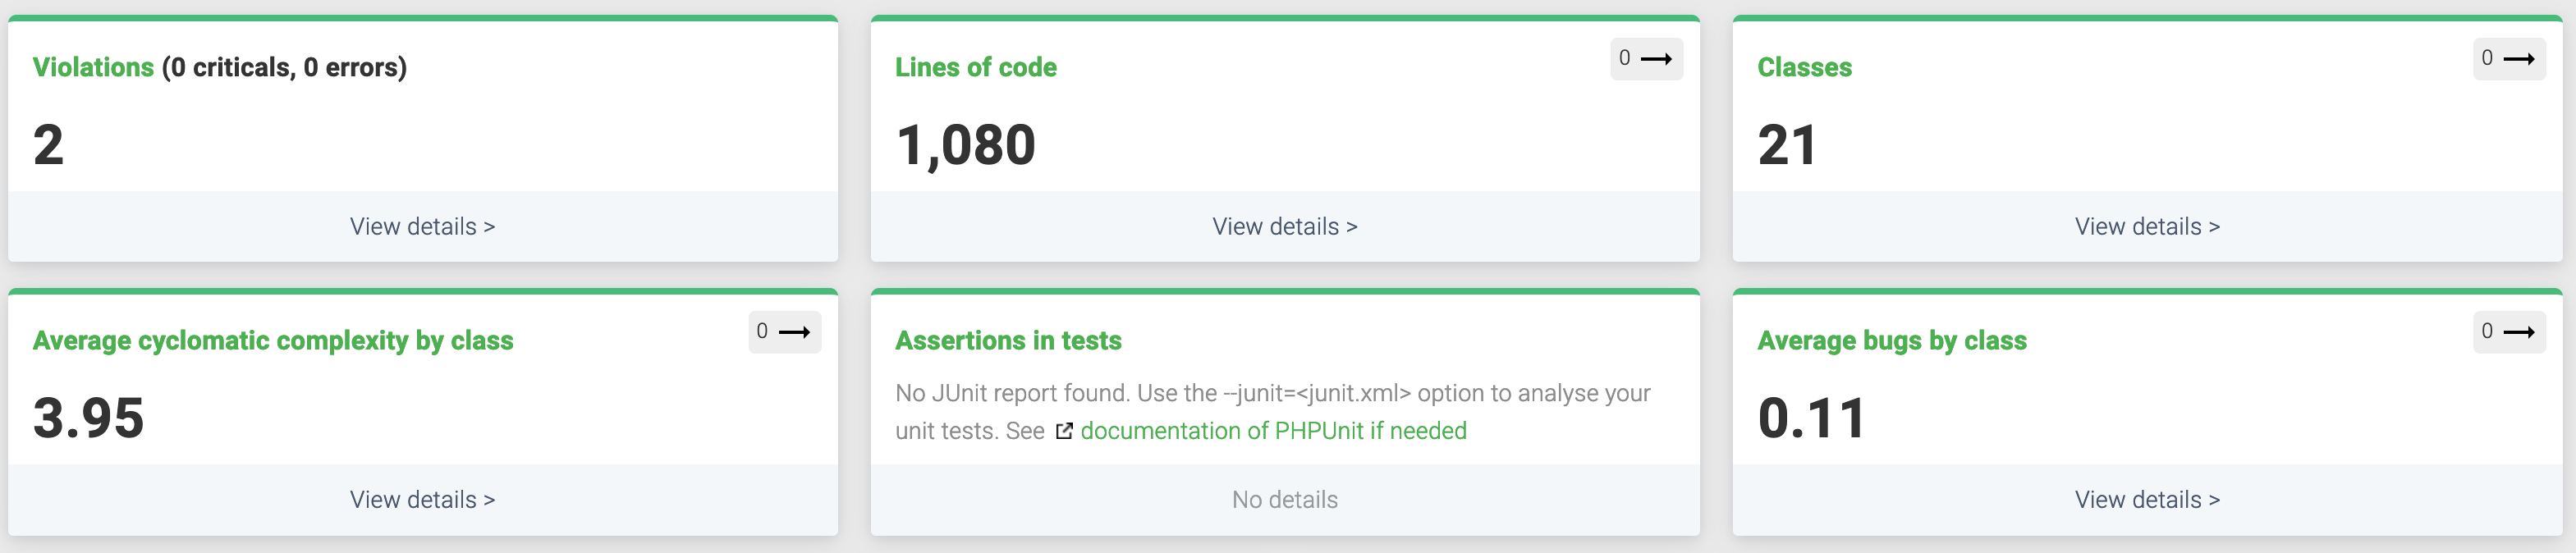 Violations (0 criticals, 0 errors)
2
View details >
Lines of code
0 →
1,080
View details >
Classes
0 →
21
View details >
Average cyclomatic complexity by class
0 →
3.95
View details >
Assertions in tests
No JUnit report found. Use the --junit=<junit.xml> option to analyse your
unit tests. See documentation of PHPUnit if needed
No details
Average bugs by class
0 →
0.11
View details >